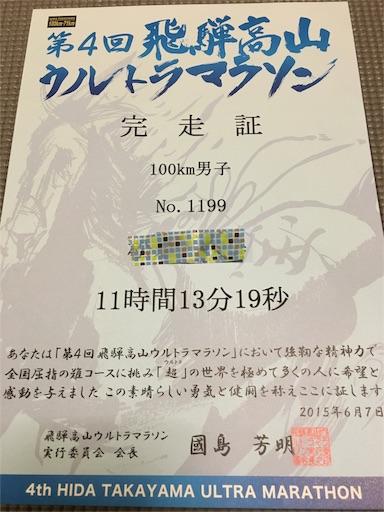 100km・71km
第4回飛騨高山
ウルトラマラソン
完走証
100km男子
No.1199
11時間13分19秒
あなたは「第4回飛騨高山ウルトラマラソン」において強靭な精神力で
全国屈指の難コースに挑み「超」の世界を極めて多くの人に希望と
ウルトラ
感動を与えました この素晴らしい勇気と健闘を称えここに証します
2015年6月7日
飛騨高山ウルトラマラソン
実行委員会 会長
國島 芳明
4th HIDA TAKAYAMA ULTRA MARATHON